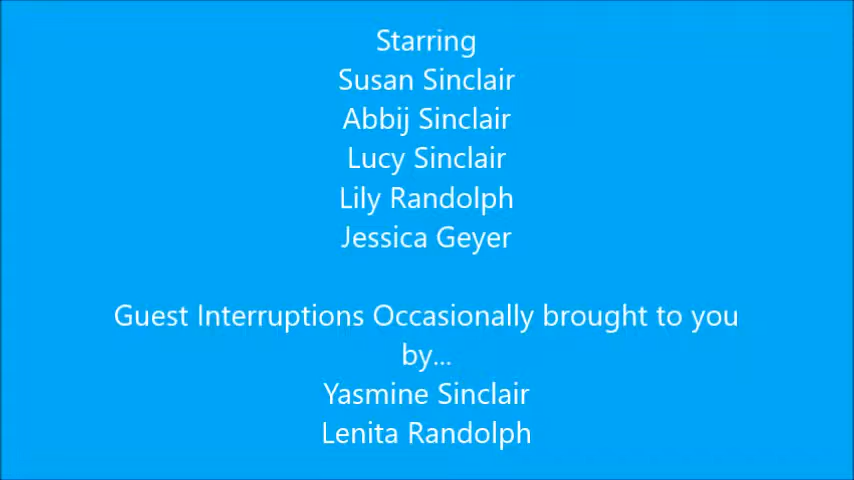 Starring
Susan Sinclair
Abbij Sinclair
Lucy Sinclair
Lily Randolph
Jessica Geyer
Guest Interruptions Occasionally brought to you
by...
Yasmine Sinclair
Lenita Randolph